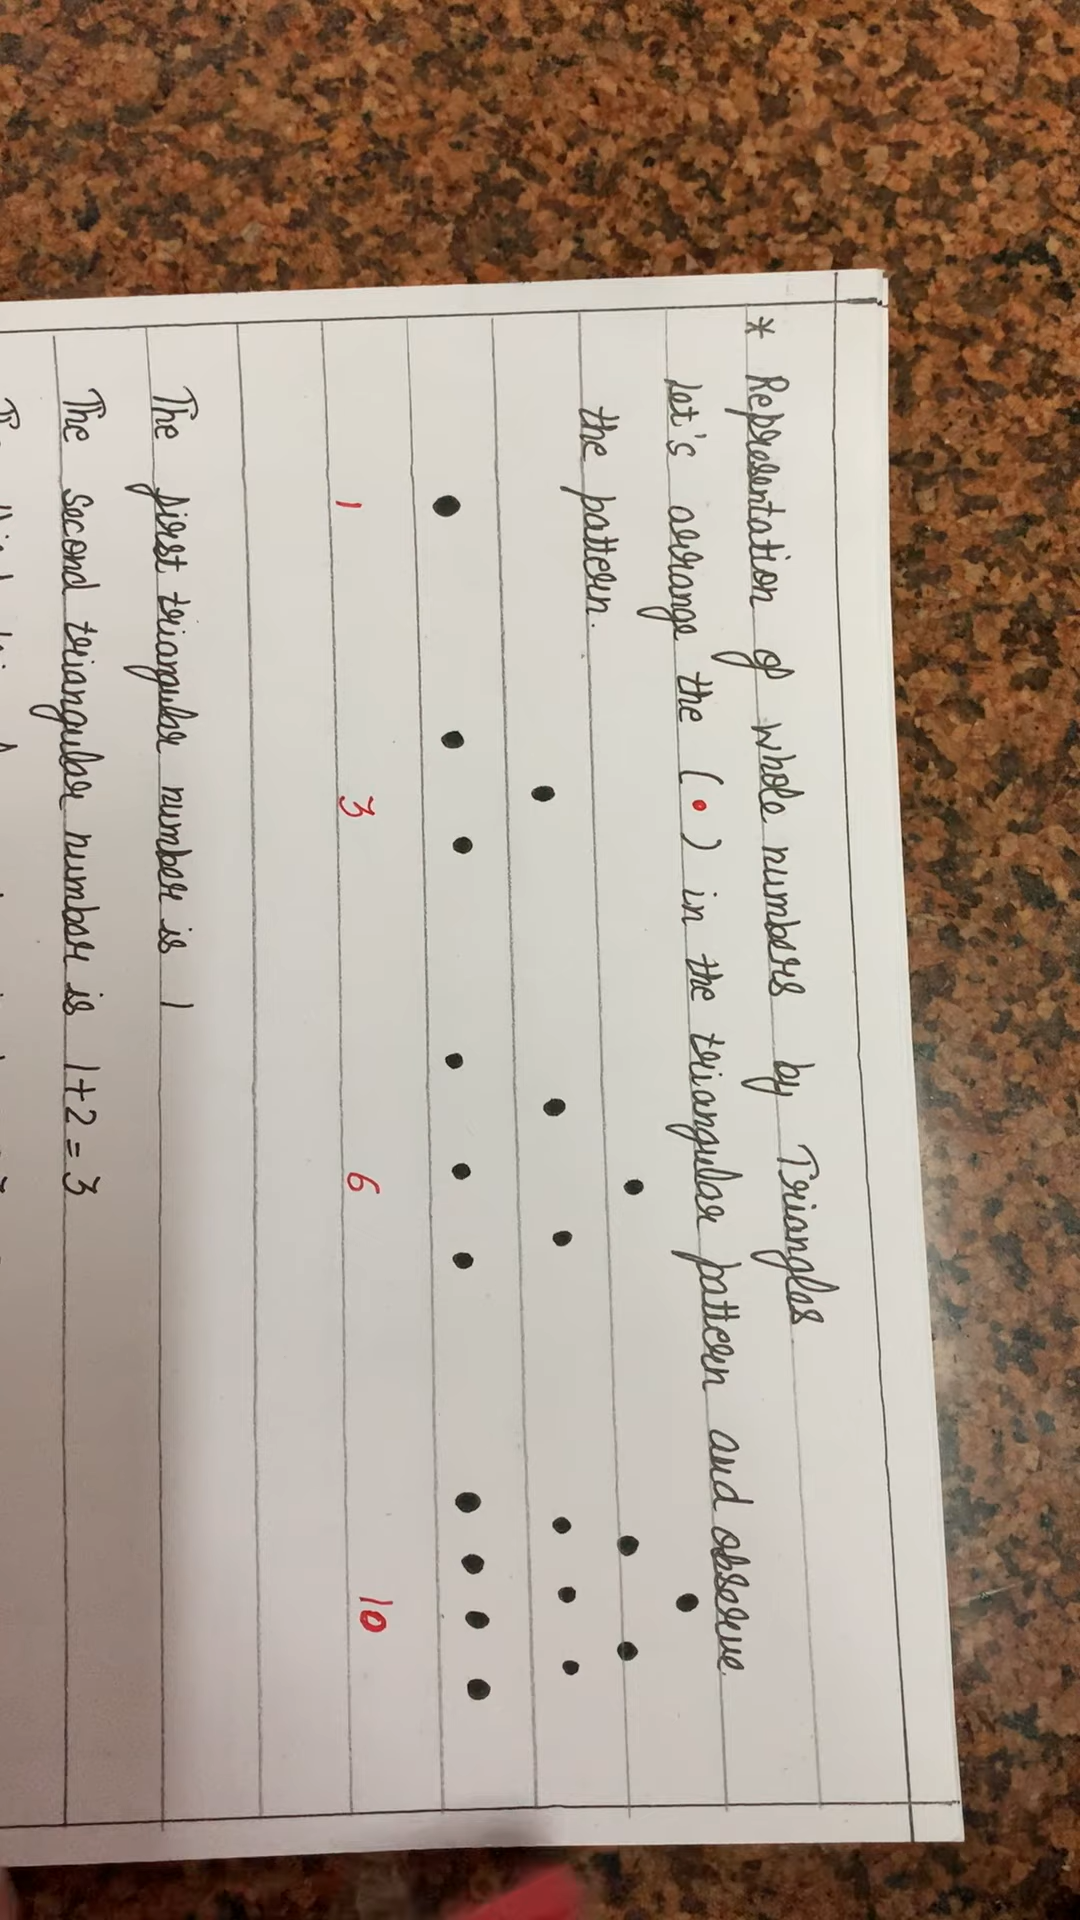 * Representation of whole numbers by Triangles
Let's arrange the (•) in the triangular pattern and observe
the pattern.
1 3 6 10
The first triangular number is 1
The second triangular number is 1+2=3